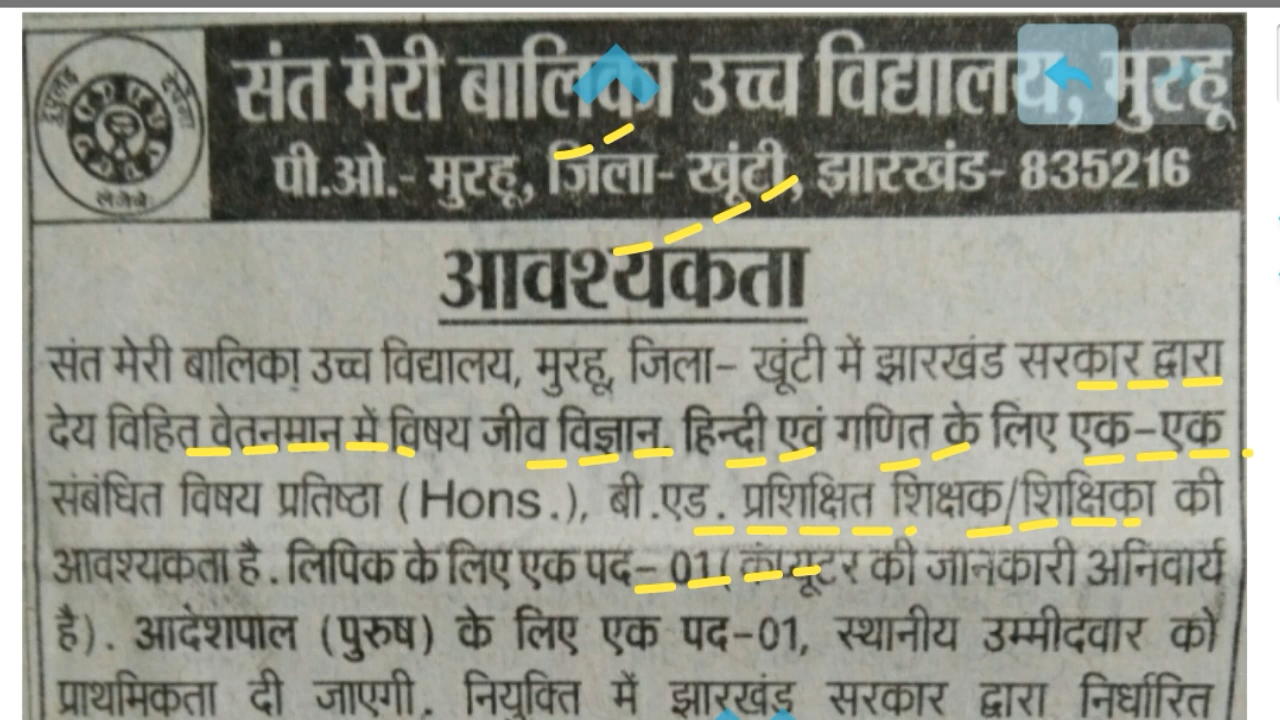 संत मेरी बालिका उच्च विद्यालय, मुरहू
पी.ओ.- मुरहू, जिला- खूंटी, झारखंड- 835216
आवश्यकता
संत मेरी बालिका उच्च विद्यालय, मुरहू, जिला- खूंटी में झारखंड सरकार द्वारा
देय विहित वेतनमान में विषय जीव विज्ञान, हिन्दी एवं गणित के लिए एक-एक
संबंधित विषय प्रतिष्ठा (Hons.), बी.एड. प्रशिक्षित शिक्षक/शिक्षिका की
आवश्यकता है. लिपिक के लिए एक पद- 01 (कंप्यूटर की जानकारी अनिवार्य
है). आदेशपाल (पुरुष) के लिए एक पद-01, स्थानीय उम्मीदवार को
प्राथमिकता दी जाएगी. नियुक्ति में झारखंड सरकार द्वारा निर्धारित